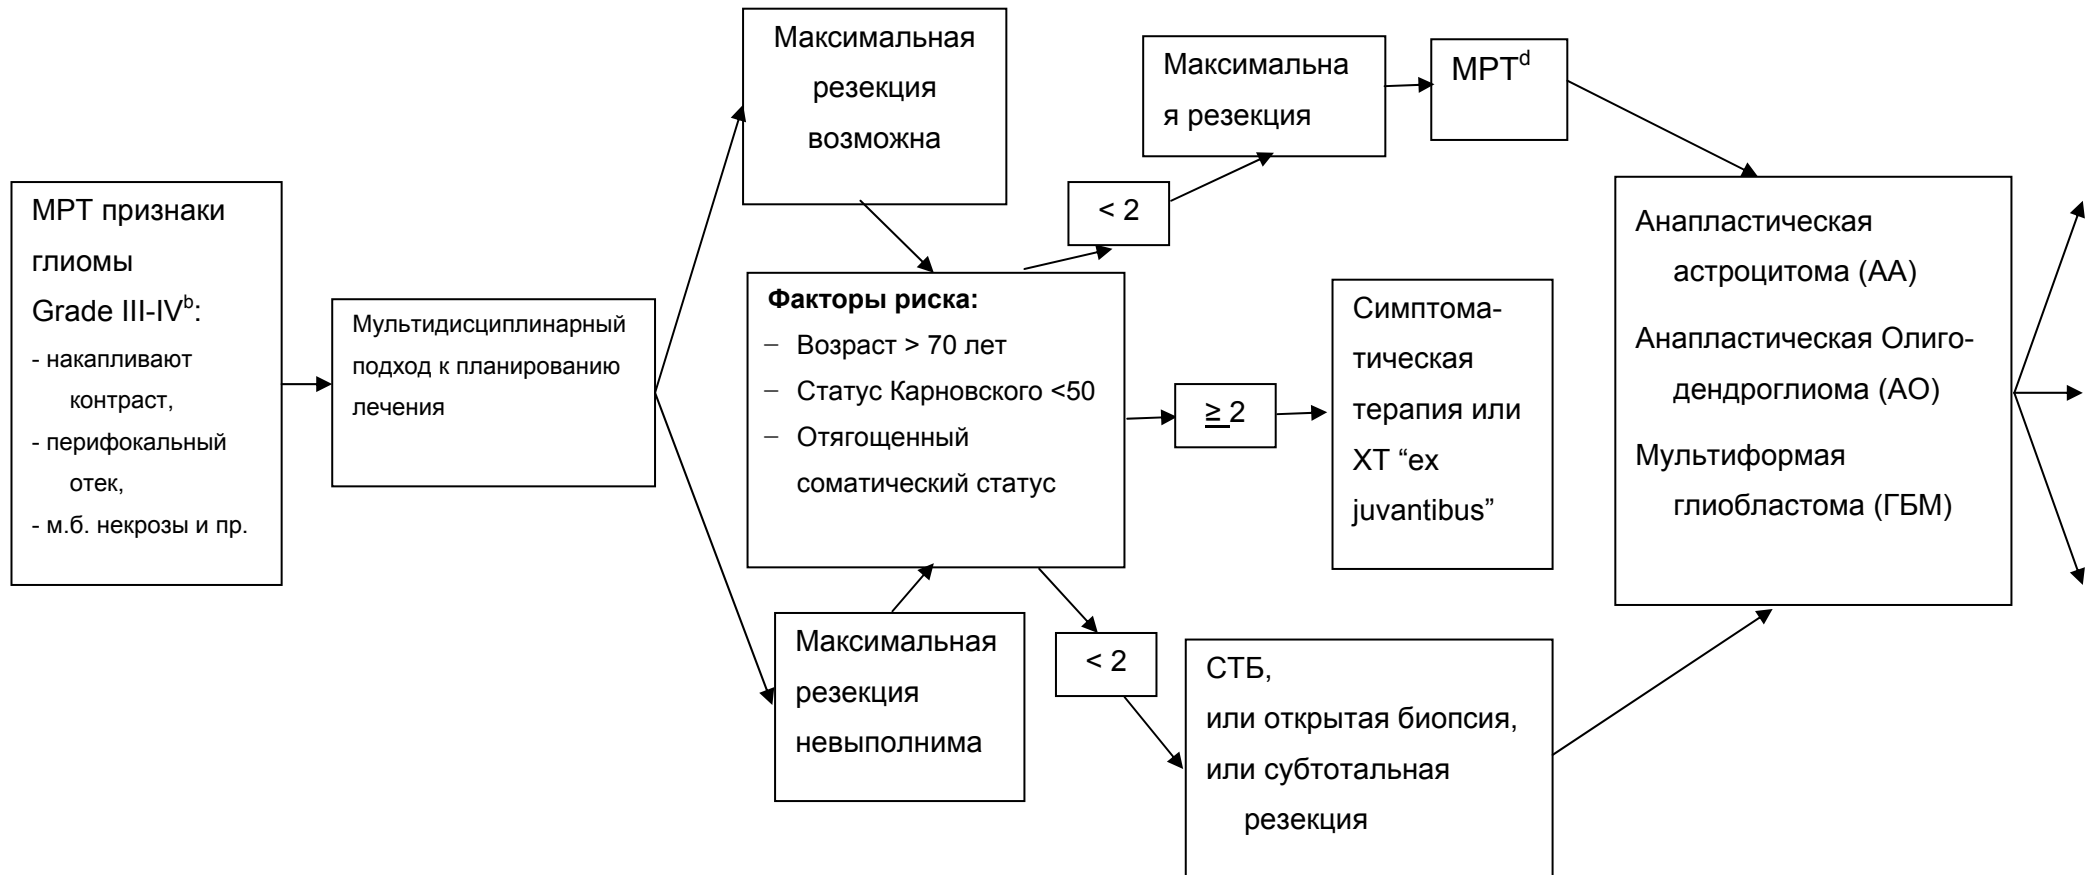 МРТ признаки
глиомы
Grade III-IVᵇ:
- накапливают
контраст,
- перифокальный
отек,
- м.б. некрозы и пр.
Мультидисциплинарный
подход к планированию
лечения
Максимальная
резекция
возможна
Факторы риска:
− Возраст > 70 лет
− Статус Карновского <50
− Отягощенный
соматический статус
Максимальная
резекция
невыполнима
< 2
Максимальна
я резекция
МРТᵈ
≥ 2
Симптома-
тическая
терапия или
ХТ “ex
juvantibus”
< 2
СТБ,
или открытая биопсия,
или субтотальная
резекция
Анапластическая
астроцитома (АА)
Анапластическая Олиго-
дендроглиома (АО)
Мультиформая
глиобластома (ГБМ)